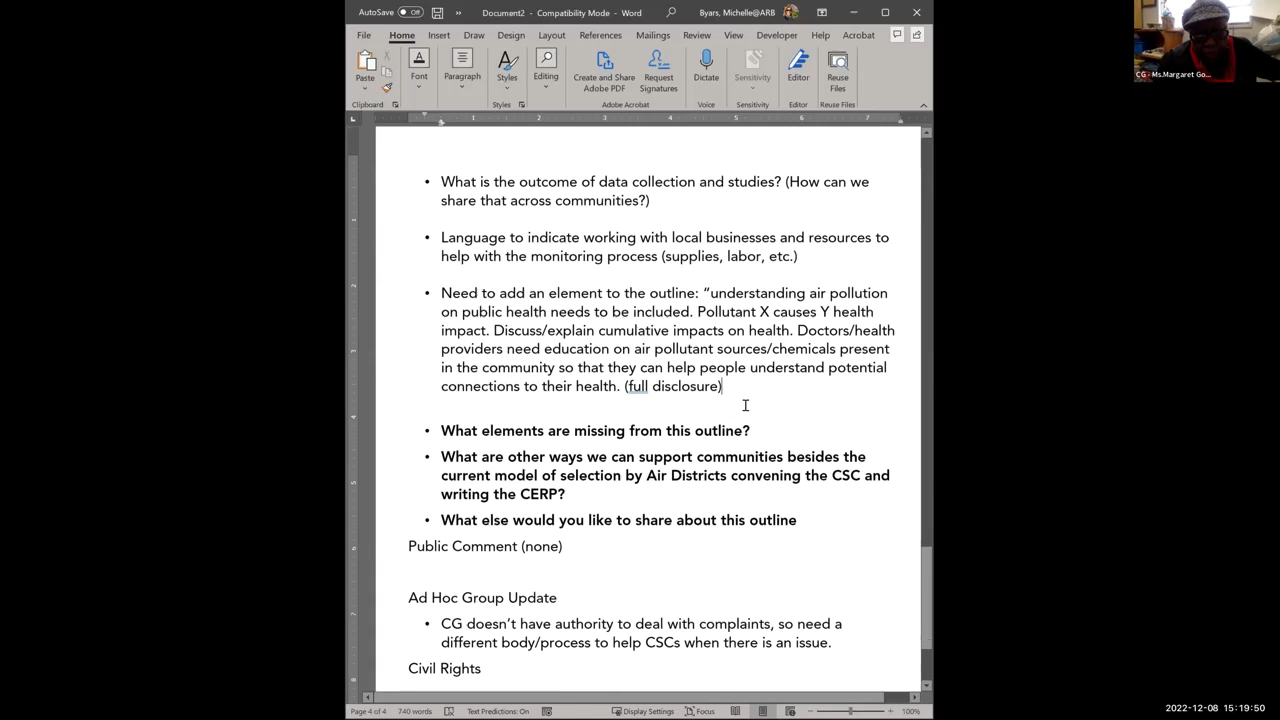 AutoSave Off Document2 - Compatibility Mode - Word Byars, Michelle@ARB
File Home Insert Draw Design Layout References Mailings Review View Developer Help Acrobat
Paste Font Paragraph Styles Editing Create and Share Adobe PDF Request Signatures Dictate Sensitivity Editor Reuse Files
Clipboard Styles Adobe Acrobat Voice Sensitivity Editor Reuse Files
CG - Ms.Margaret Go...
1 2 3 4 5 6 7
• What is the outcome of data collection and studies? (How can we
share that across communities?)
• Language to indicate working with local businesses and resources to
help with the monitoring process (supplies, labor, etc.)
• Need to add an element to the outline: “understanding air pollution
on public health needs to be included. Pollutant X causes Y health
impact. Discuss/explain cumulative impacts on health. Doctors/health
providers need education on air pollutant sources/chemicals present
in the community so that they can help people understand potential
connections to their health. (full disclosure)
• What elements are missing from this outline?
• What are other ways we can support communities besides the
current model of selection by Air Districts convening the CSC and
writing the CERP?
• What else would you like to share about this outline
Public Comment (none)
Ad Hoc Group Update
• CG doesn’t have authority to deal with complaints, so need a
different body/process to help CSCs when there is an issue.
Civil Rights
Page 4 of 4 740 words Text Predictions: On Display Settings Focus 100%
2022-12-08 15:19:50